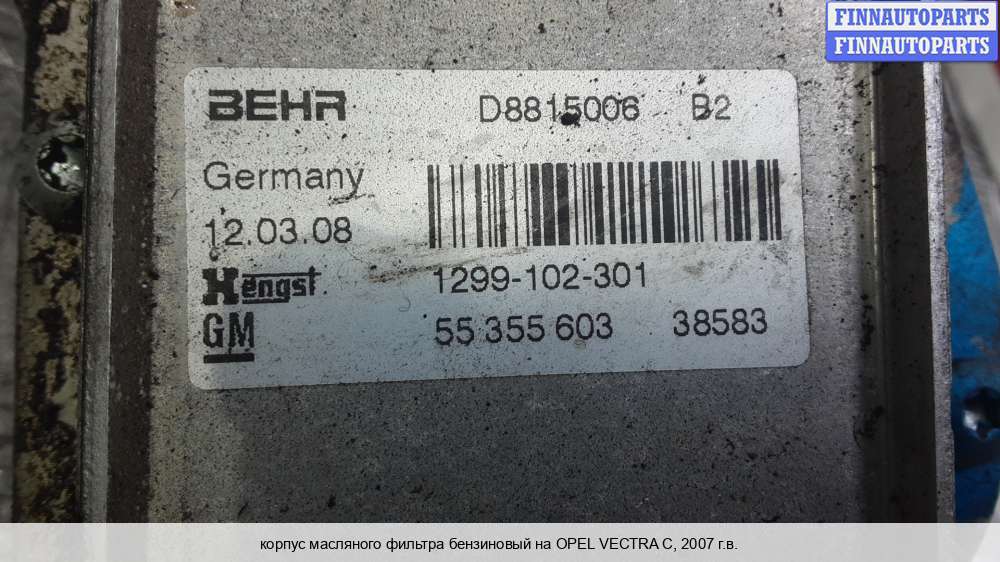 FINNAUTOPARTS
FINNAUTOPARTS
BEHR D8815006 B2
Germany
12.03.08
Hengst 1299-102-301
GM 55 355 603 38583
корпус масляного фильтра бензиновый на OPEL VECTRA C, 2007 г.в.